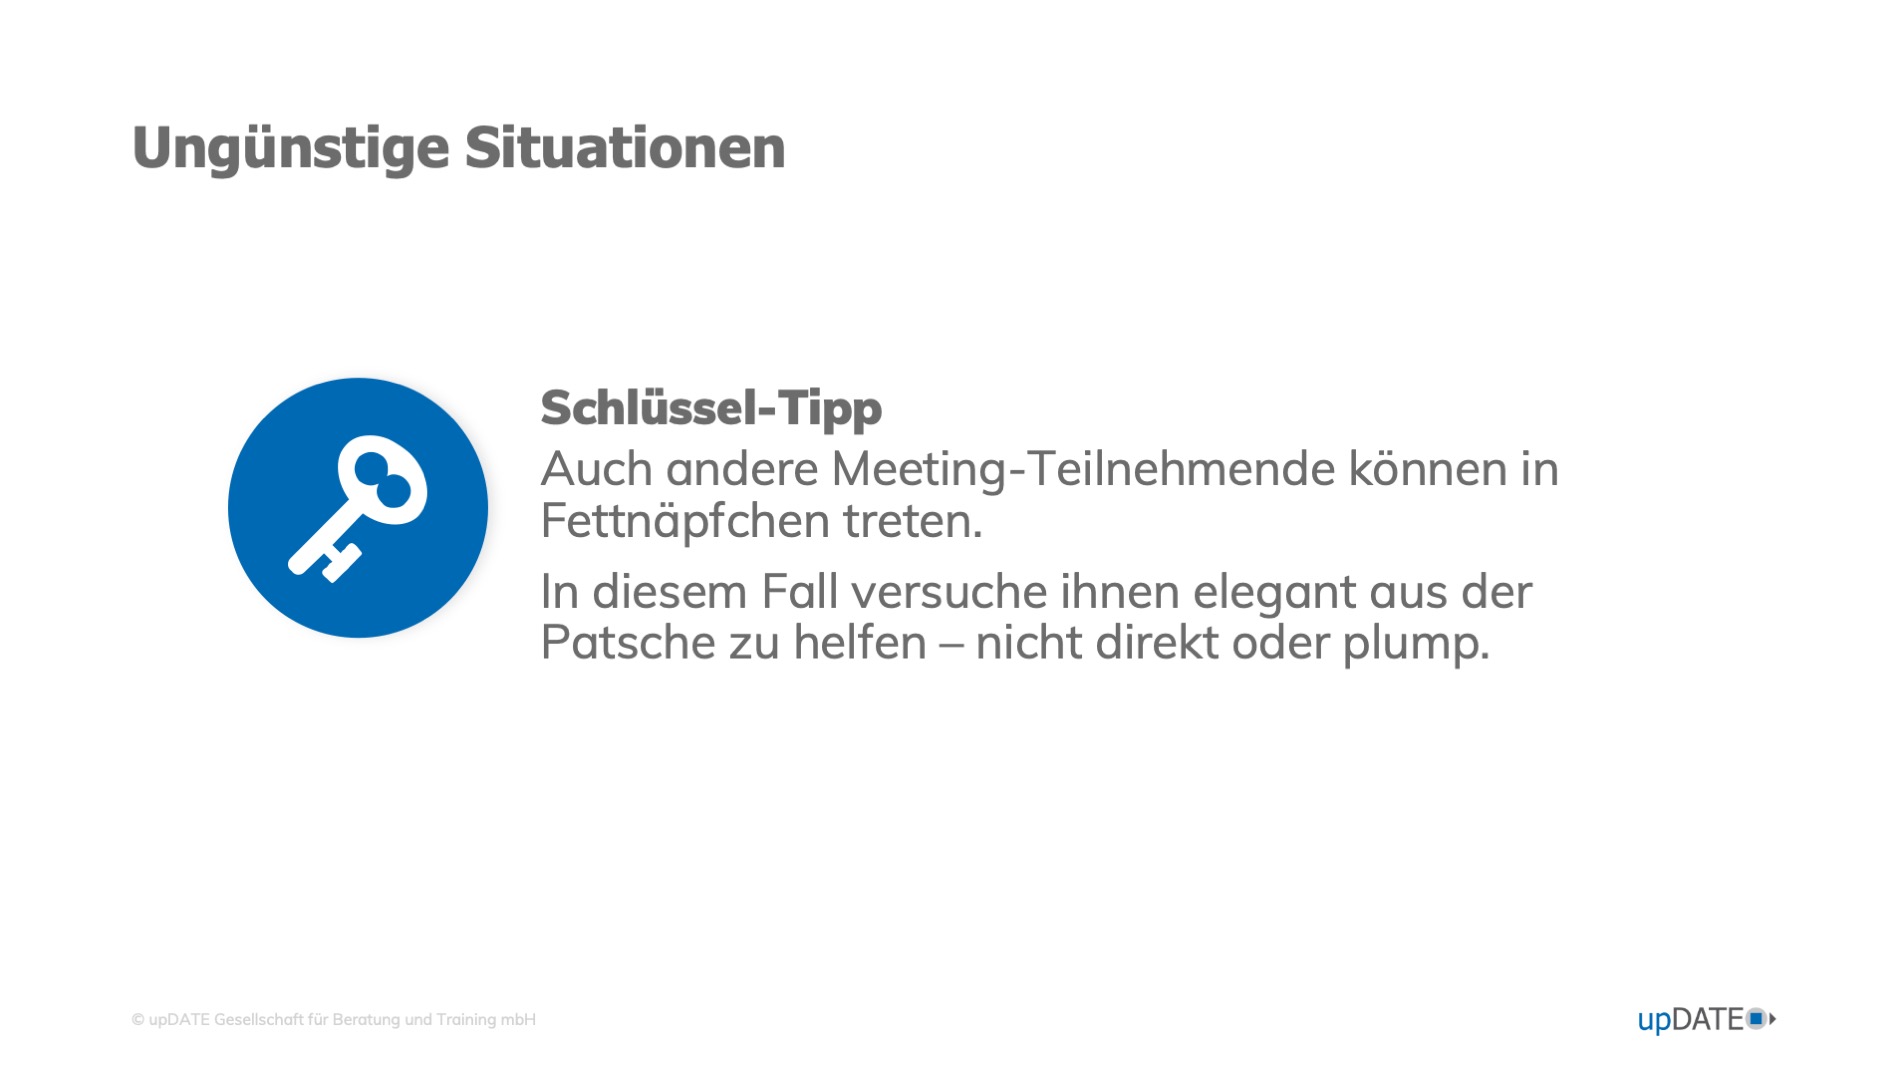 Ungünstige Situationen
Schlüssel-Tipp
Auch andere Meeting-Teilnehmende können in
Fettnäpfchen treten.
In diesem Fall versuche ihnen elegant aus der
Patsche zu helfen – nicht direkt oder plump.
© upDATE Gesellschaft für Beratung und Training mbH
upDATE